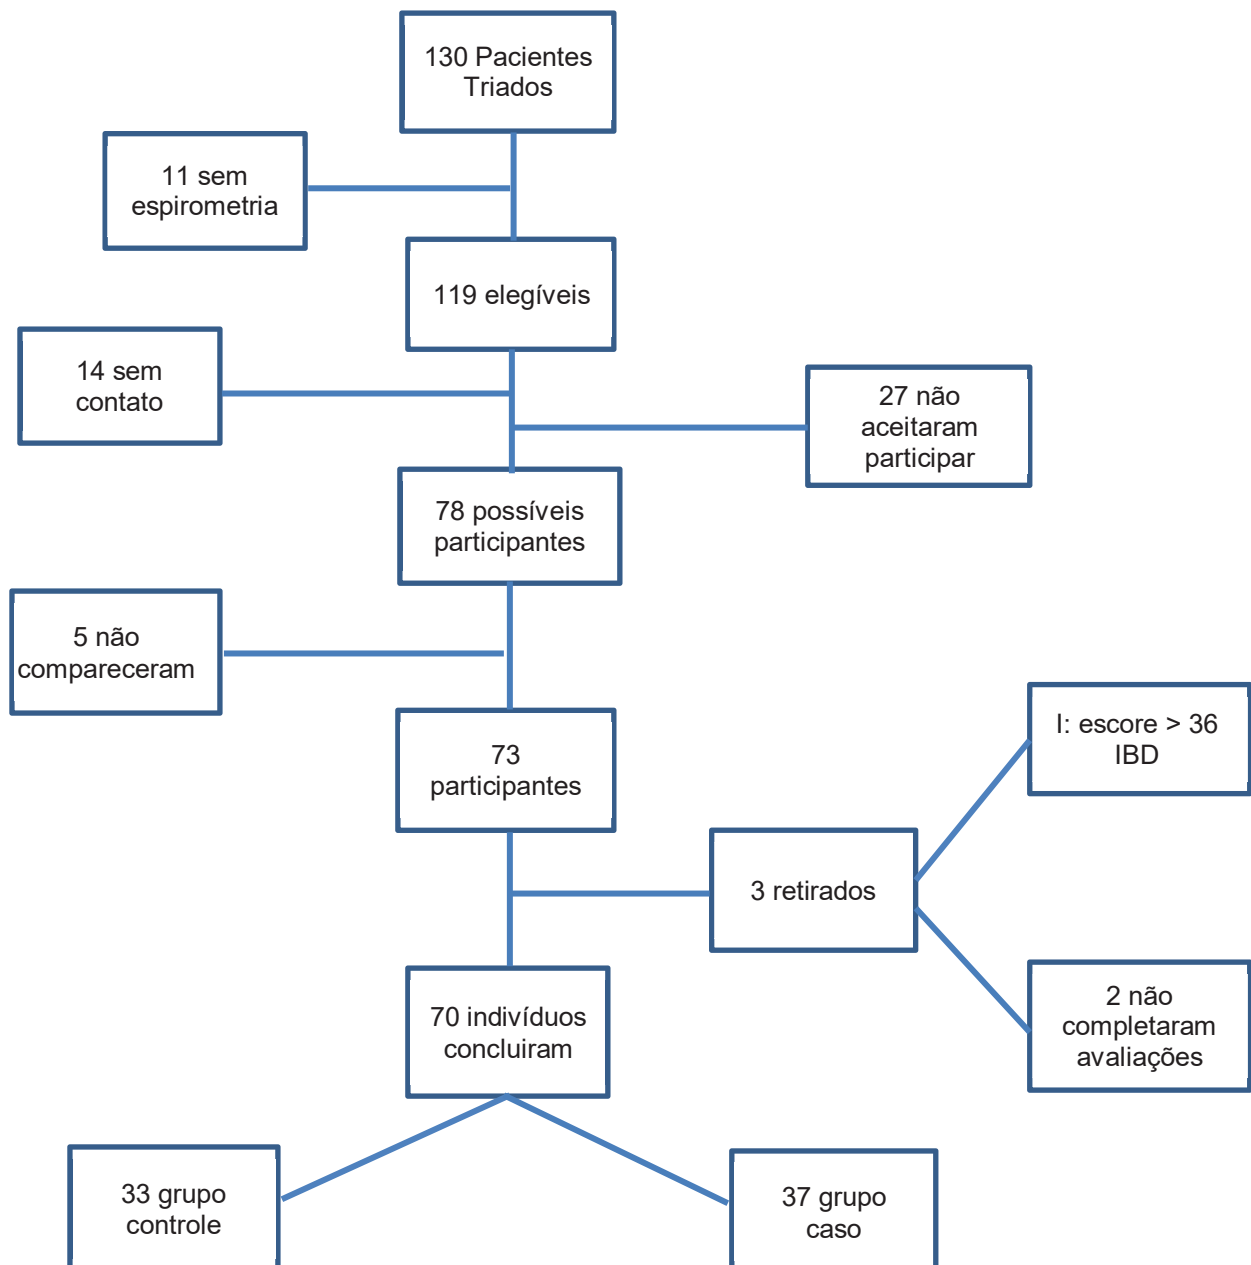 130 Pacientes
Triados
11 sem
espirometria
119 elegíveis
14 sem
contato
27 não
aceitaram
participar
78 possíveis
participantes
5 não
compareceram
73
participantes
I: escore > 36
IBD
3 retirados
2 não
completaram
avaliações
70 indivíduos
concluiram
33 grupo
controle
37 grupo
caso